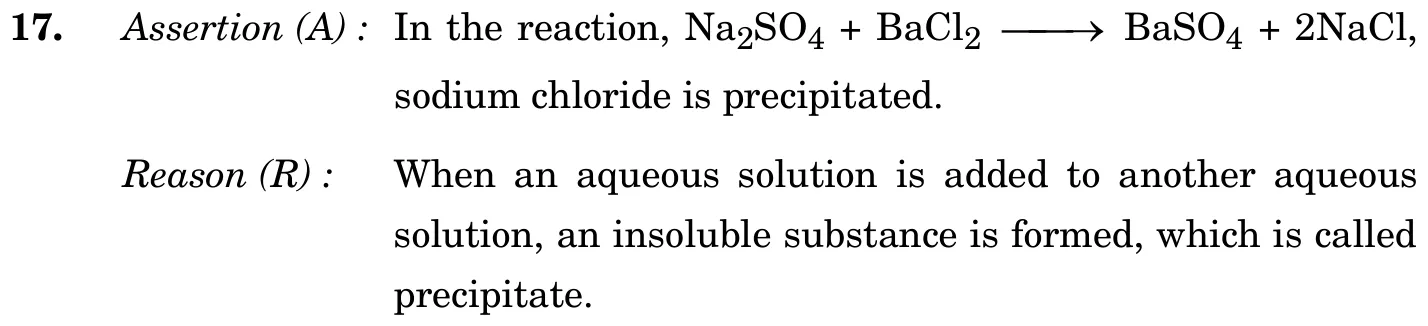 17. Assertion (A) : In the reaction, Na₂SO₄ + BaCl₂ ⟶ BaSO₄ + 2NaCl,
sodium chloride is precipitated.
Reason (R) : When an aqueous solution is added to another aqueous
solution, an insoluble substance is formed, which is called
precipitate.